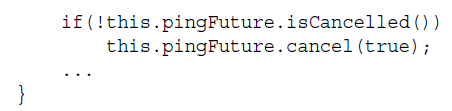 if(!this.pingFuture.isCancelled())
this.pingFuture.cancel(true);
...
}